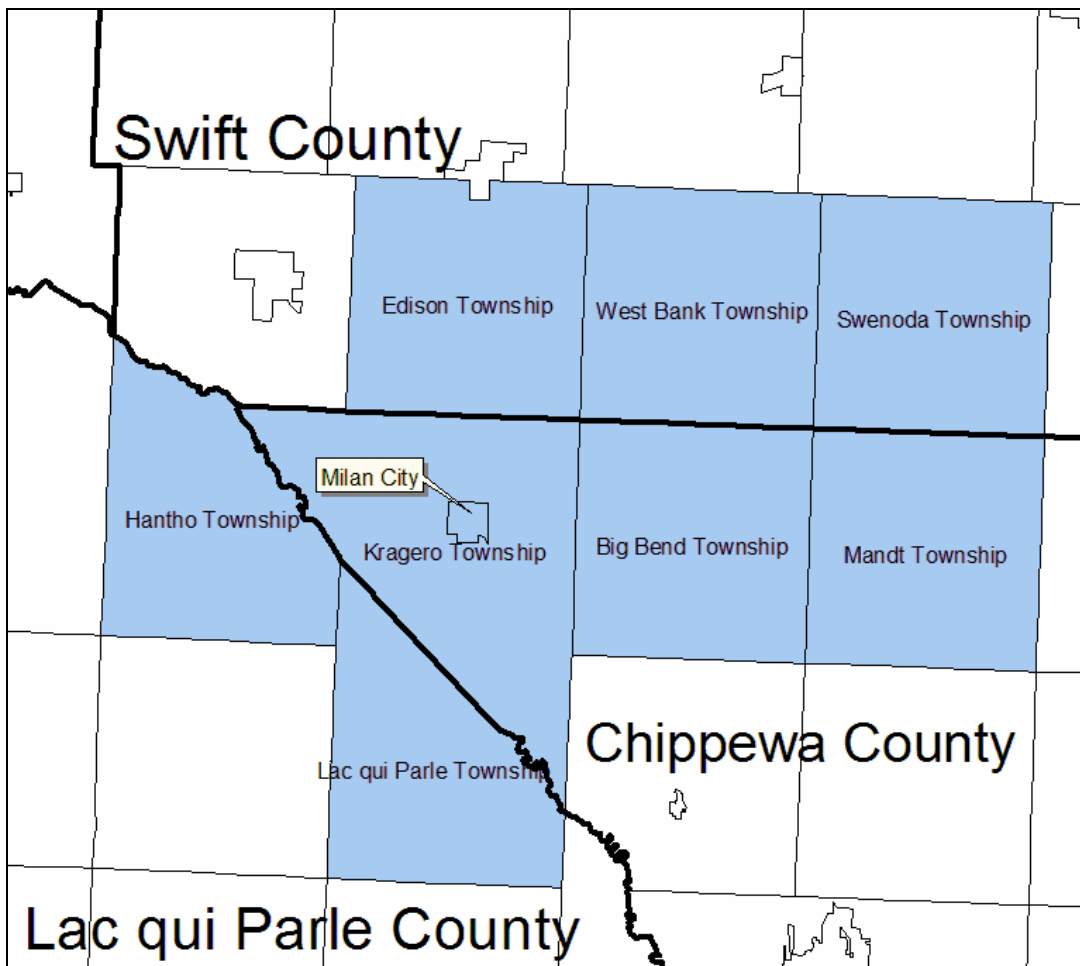 Swift County
Edison Township
West Bank Township
Swenoda Township
Milan City
Hantho Township
Kragero Township
Big Bend Township
Mandt Township
Chippewa County
Lac qui Parle Township
Lac qui Parle County